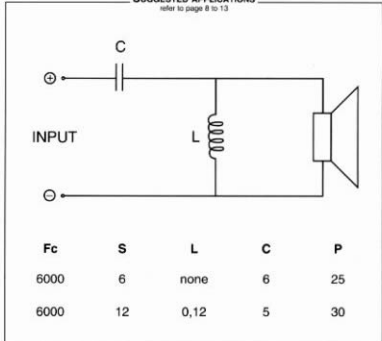 SUGGESTED APPLICATIONS
refer to page 8 to 13
C
INPUT
L
Fc S L C P
6000 6 none 6 25
6000 12 0,12 5 30